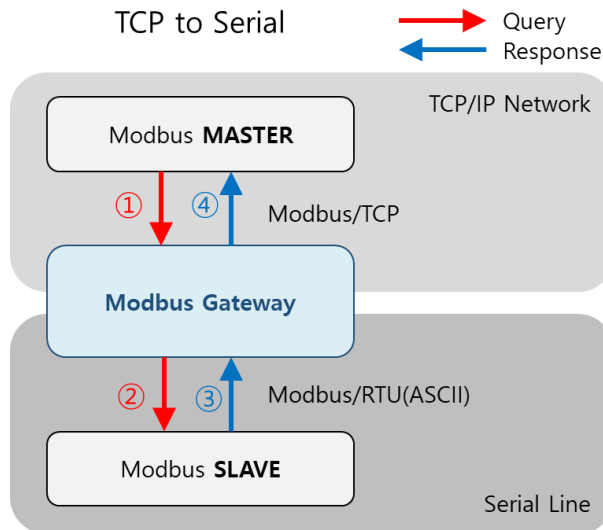 TCP to Serial
Query
Response
TCP/IP Network
Modbus MASTER
① ④
Modbus/TCP
Modbus Gateway
② ③
Modbus/RTU(ASCII)
Modbus SLAVE
Serial Line